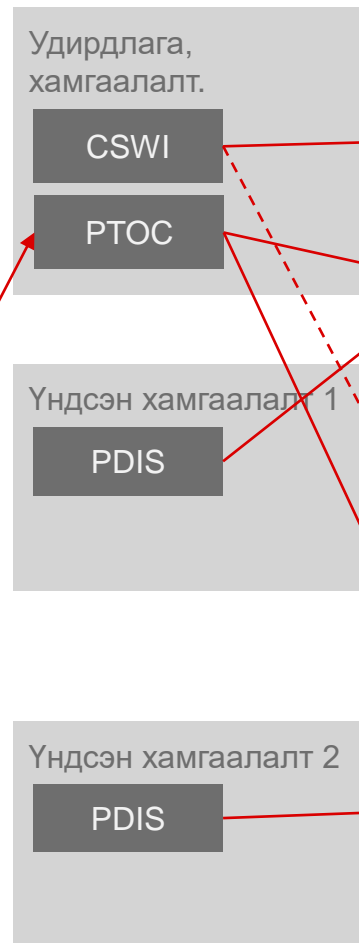 Удирдлага,
хамгаалалт.
CSWI
PTOC
Үндсэн хамгаалалт 1
PDIS
Үндсэн хамгаалалт 2
PDIS